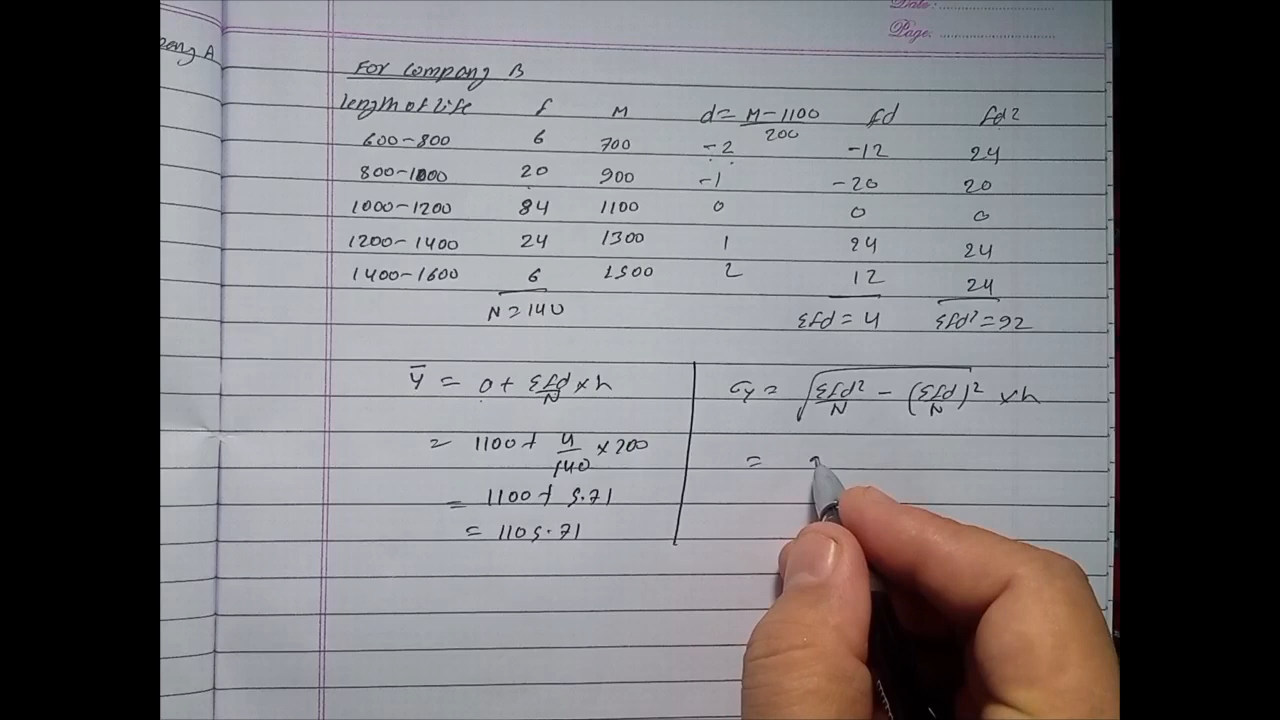 Date: ........................
Page: ........................
pany A
For Company B
length of life f M d = M-1100/200 fd fd²
600-800 6 700 -2 -12 24
800-1000 20 900 -1 -20 20
1000-1200 84 1100 0 0 0
1200-1400 24 1300 1 24 24
1400-1600 6 1500 2 12 24
N=140 Σfd = 4 Σfd²=92
Ȳ = a + Σfd/N × h
= 1100 + 4/140 × 200
= 1100 + 5.71
= 1105.71
σy = √Σfd²/N - (Σfd/N)² × h
=